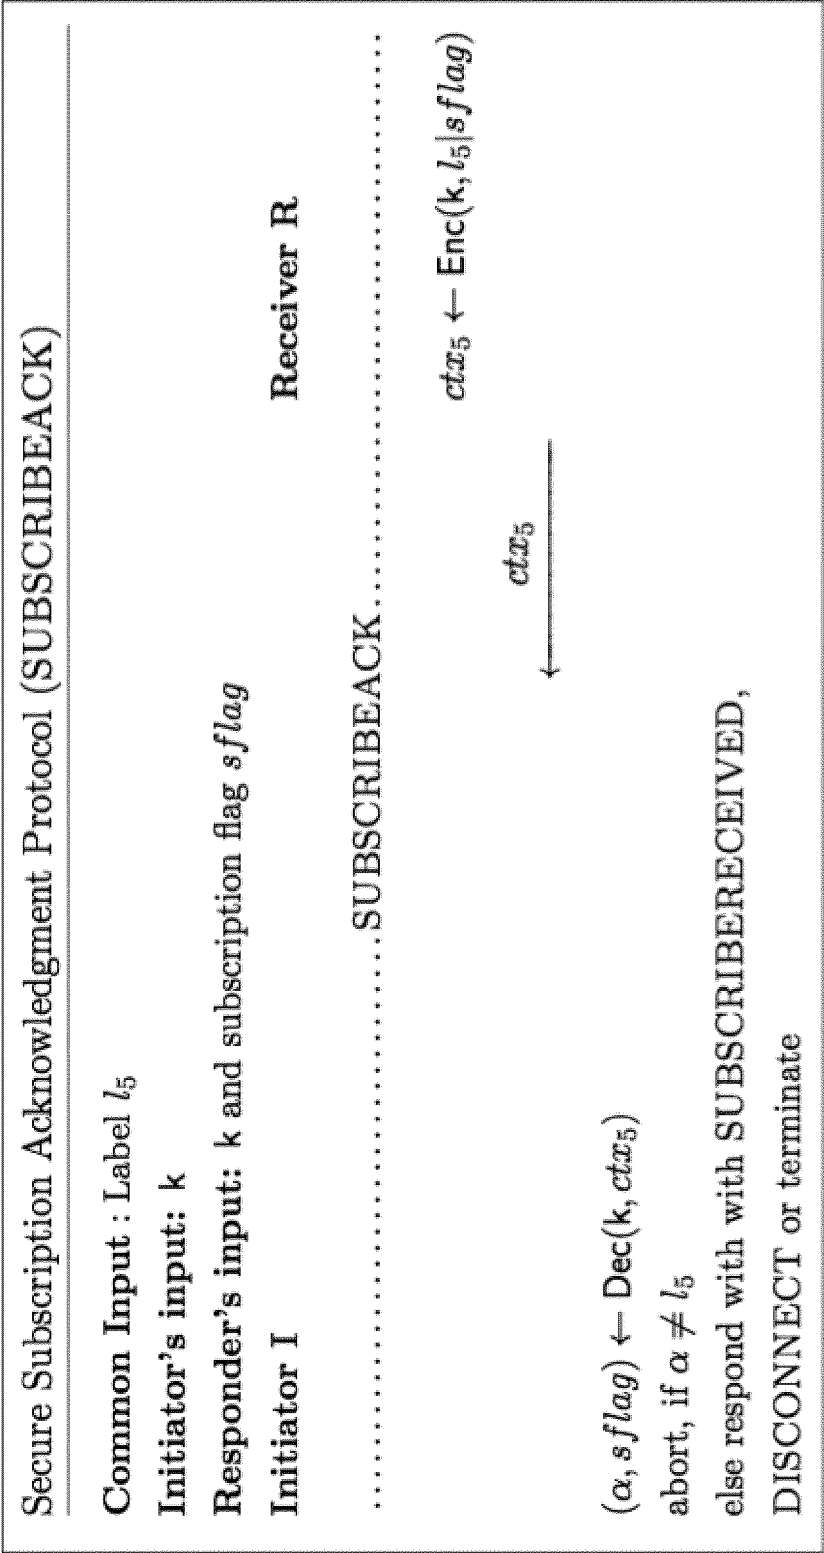 Secure Subscription Acknowledgment Protocol (SUBSCRIBEACK)
Common Input : Label l₅
Initiator's input: k
Responder's input: k and subscription flag sflag
Initiator I Receiver R
SUBSCRIBEACK
ctx₅ ← Enc(k, l₅|sflag)
ctx₅
(α, sflag) ← Dec(k, ctx₅)
abort, if α ≠ l₅
else respond with with SUBSCRIBERECEIVED,
DISCONNECT or terminate